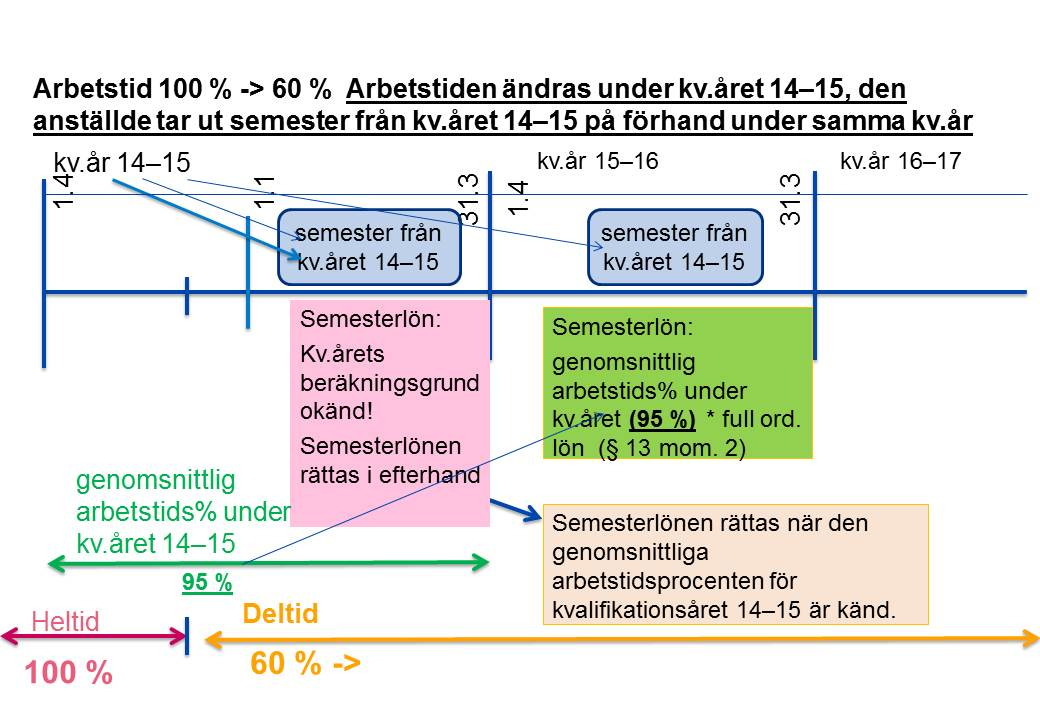 Arbetstid 100 % -> 60 %  Arbetstiden ändras under kv.året 14–15, den
anställde tar ut semester från kv.året 14–15 på förhand under samma kv.år
kv.år 14–15
kv.år 15–16
kv.år 16–17
1.4
1.1
31.3
1.4
31.3
semester från
kv.året 14–15
semester från
kv.året 14–15
Semesterlön:
Kv.årets
beräkningsgrund
okänd!
Semesterlönen
rättas i efterhand
Semesterlön:
genomsnittlig
arbetstids% under
kv.året (95 %) * full ord.
lön (§ 13 mom. 2)
genomsnittlig
arbetstids% under
kv.året 14–15
95 %
Semesterlönen rättas när den
genomsnittliga
arbetstidsprocenten för
kvalifikationsåret 14–15 är känd.
Heltid
100 %
Deltid
60 % ->